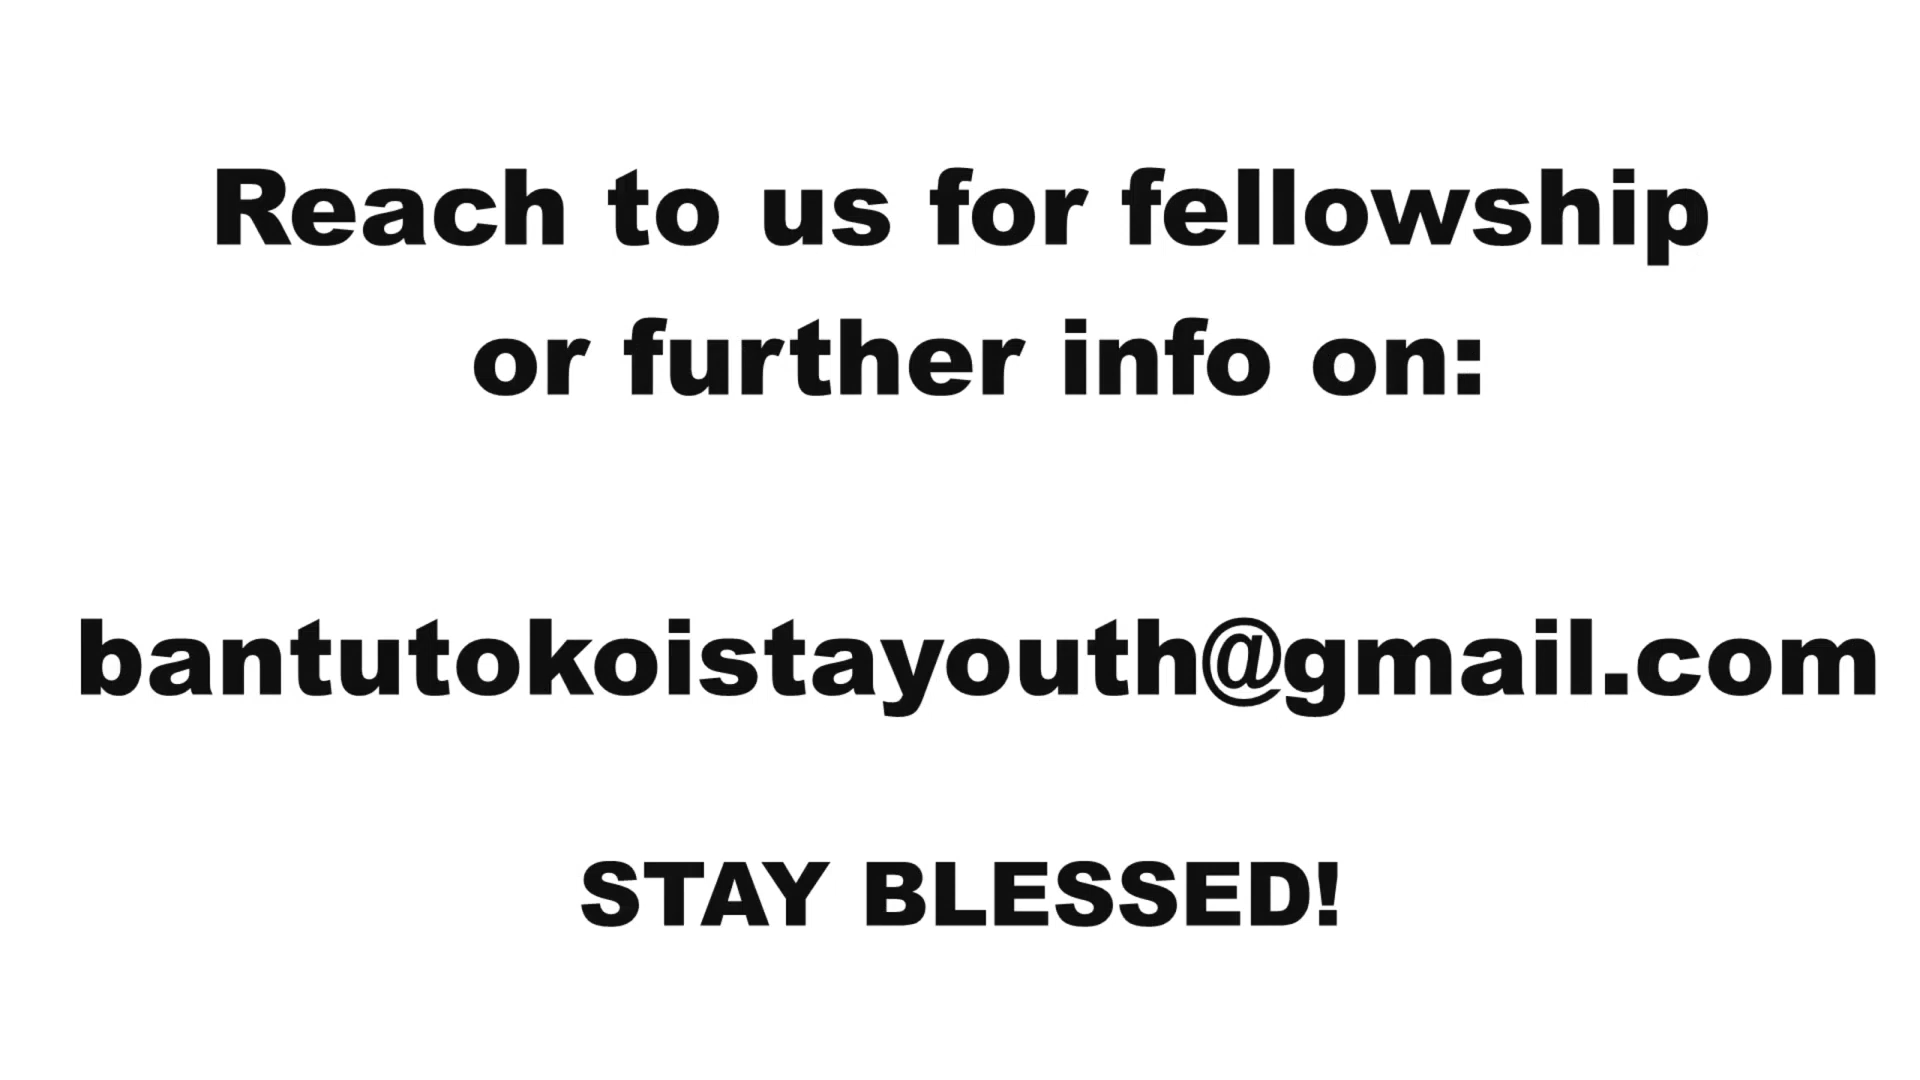 Reach to us for fellowship
or further info on:
bantutokoistayouth@gmail.com
STAY BLESSED!